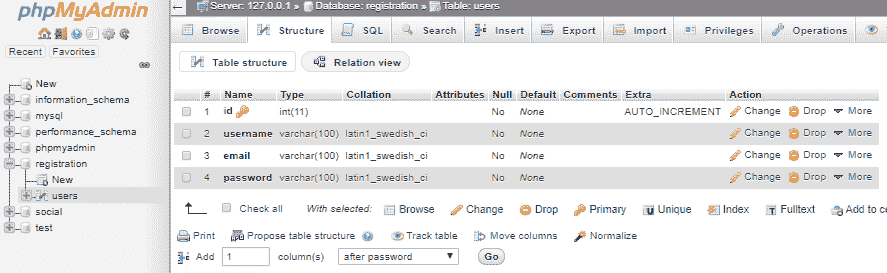 phpMyAdmin
Recent Favorites
New
information_schema
mysql
performance_schema
phpmyadmin
registration
New
users
social
test
Server: 127.0.0.1 » Database: registration » Table: users
Browse Structure SQL Search Insert Export Import Privileges Operations
Table structure Relation view
# Name Type Collation Attributes Null Default Comments Extra Action
1 id int(11) No None AUTO_INCREMENT Change Drop More
2 username varchar(100) latin1_swedish_ci No None Change Drop More
3 email varchar(100) latin1_swedish_ci No None Change Drop More
4 password varchar(100) latin1_swedish_ci No None Change Drop More
Check all With selected: Browse Change Drop Primary Unique Index Fulltext Add to ce
Print Propose table structure Track table Move columns Normalize
Add 1 column(s) after password Go